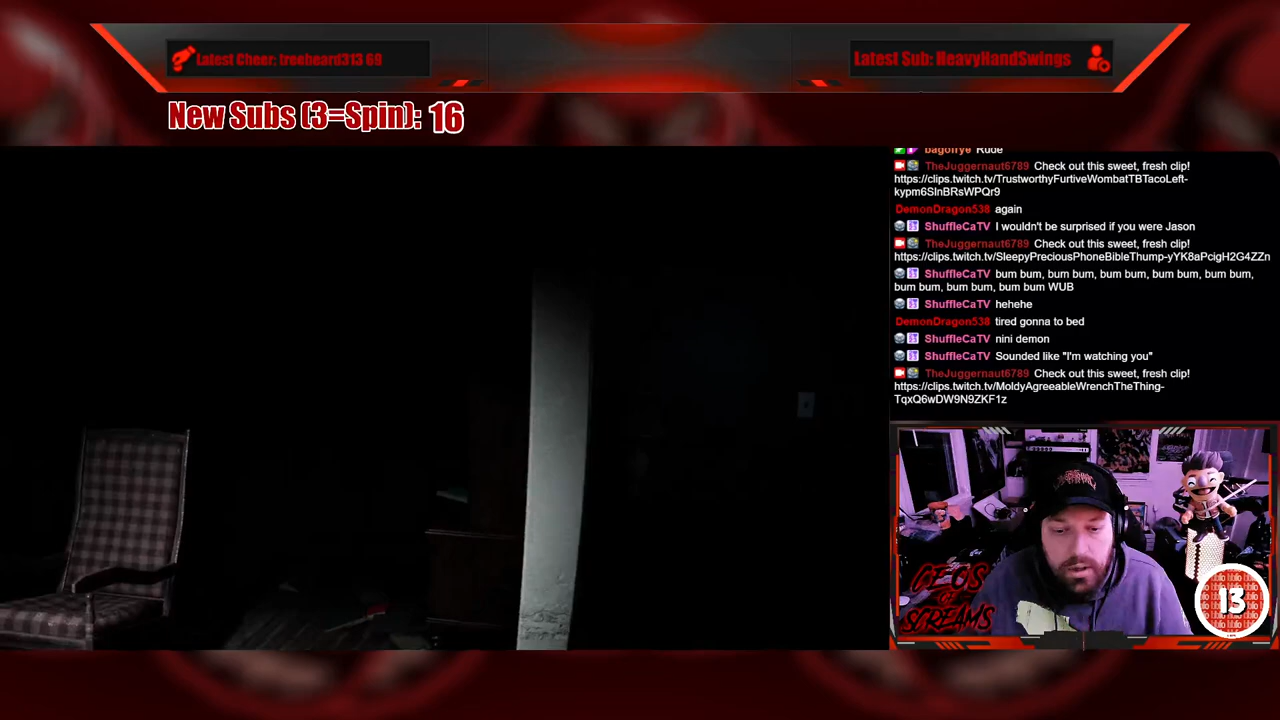 Latest Cheer: treebeard313 69
Latest Sub: HeavyHandSwings
New Subs (3=Spin): 16
bagofrye Rude
TheJuggernaut6789 Check out this sweet, fresh clip!
https://clips.twitch.tv/TrustworthyFurtiveWombatTBTacoLeft-
kypm6SlnBRsWPQr9
DemonDragon538 again
ShuffleCaTV I wouldn't be surprised if you were Jason
TheJuggernaut6789 Check out this sweet, fresh clip!
https://clips.twitch.tv/SleepyPreciousPhoneBibleThump-yYK8aPcigH2G4ZZn
ShuffleCaTV bum bum, bum bum, bum bum, bum bum, bum bum,
bum bum, bum bum, bum bum WUB
ShuffleCaTV hehehe
DemonDragon538 tired gonna to bed
ShuffleCaTV nini demon
ShuffleCaTV Sounded like "I'm watching you"
TheJuggernaut6789 Check out this sweet, fresh clip!
https://clips.twitch.tv/MoldyAgreeableWrenchTheThing-
TqxQ6wDW9N9ZKF1z
OF
SCREAMS
13